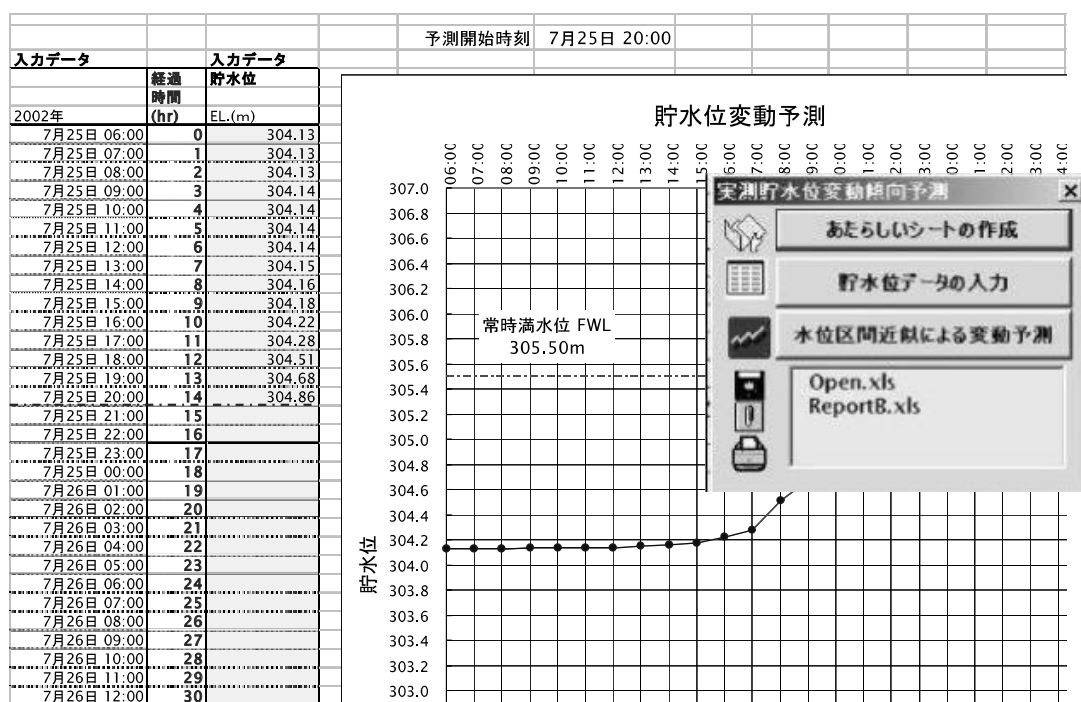 予測開始時刻 7月25日 20:00
入力データ 入力データ
経過 貯水位
時間
2002年 (hr) EL.(m)
7月25日 06:00 0 304.13
7月25日 07:00 1 304.13
7月25日 08:00 2 304.13
7月25日 09:00 3 304.14
7月25日 10:00 4 304.14
7月25日 11:00 5 304.14
7月25日 12:00 6 304.14
7月25日 13:00 7 304.15
7月25日 14:00 8 304.16
7月25日 15:00 9 304.18
7月25日 16:00 10 304.22
7月25日 17:00 11 304.28
7月25日 18:00 12 304.51
7月25日 19:00 13 304.68
7月25日 20:00 14 304.86
7月25日 21:00 15
7月25日 22:00 16
7月25日 23:00 17
7月25日 00:00 18
7月26日 01:00 19
7月26日 02:00 20
7月26日 03:00 21
7月26日 04:00 22
7月26日 05:00 23
7月26日 06:00 24
7月26日 07:00 25
7月26日 08:00 26
7月26日 09:00 27
7月26日 10:00 28
7月26日 11:00 29
7月26日 12:00 30
貯水位変動予測
06:00 07:00 08:00 09:00 10:00 11:00 12:00 13:00 14:00 15:00
307.0
306.8
306.6
306.4
306.2
306.0
305.8
305.6
305.4
305.2
305.0
304.8
304.6
304.4
304.2
304.0
303.8
303.6
303.4
303.2
303.0
貯水位
常時満水位 FWL
305.50m
実測貯水位変動傾向予測
あたらしいシートの作成
貯水位データの入力
水位区間近似による変動予測
Open.xls
ReportB.xls